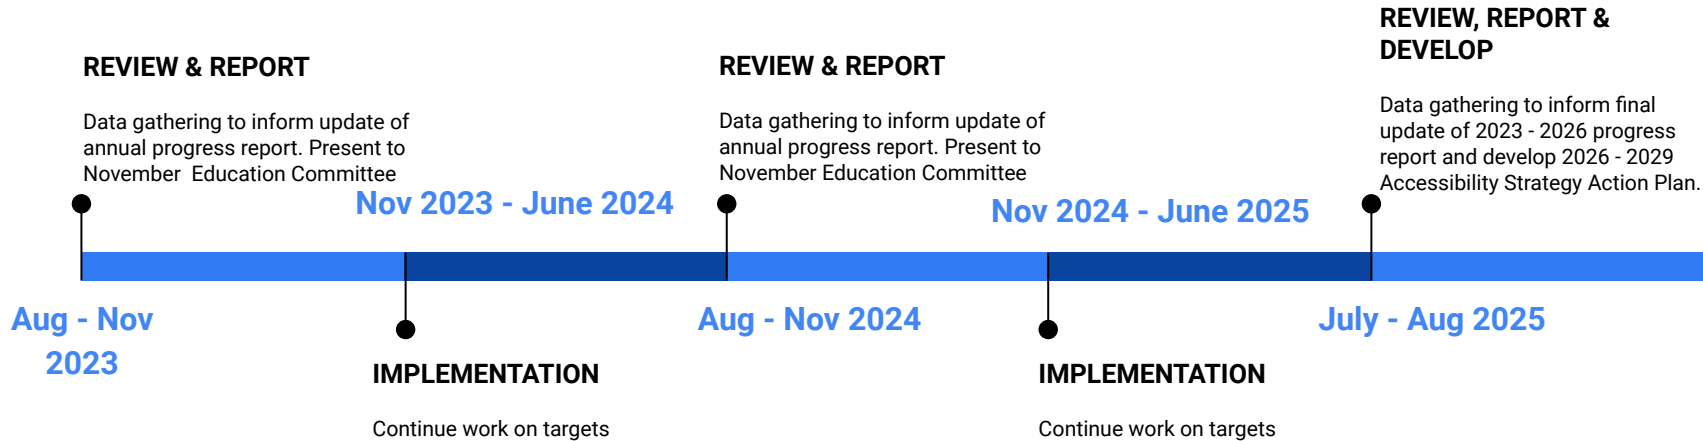 REVIEW & REPORT
Data gathering to inform update of
annual progress report. Present to
November  Education Committee
Aug - Nov
2023
Nov 2023 - June 2024
IMPLEMENTATION
Continue work on targets
REVIEW & REPORT
Data gathering to inform update of
annual progress report. Present to
November Education Committee
Aug - Nov 2024
Nov 2024 - June 2025
IMPLEMENTATION
Continue work on targets
REVIEW, REPORT &
DEVELOP
Data gathering to inform final
update of 2023 - 2026 progress
report and develop 2026 - 2029
Accessibility Strategy Action Plan.
July - Aug 2025